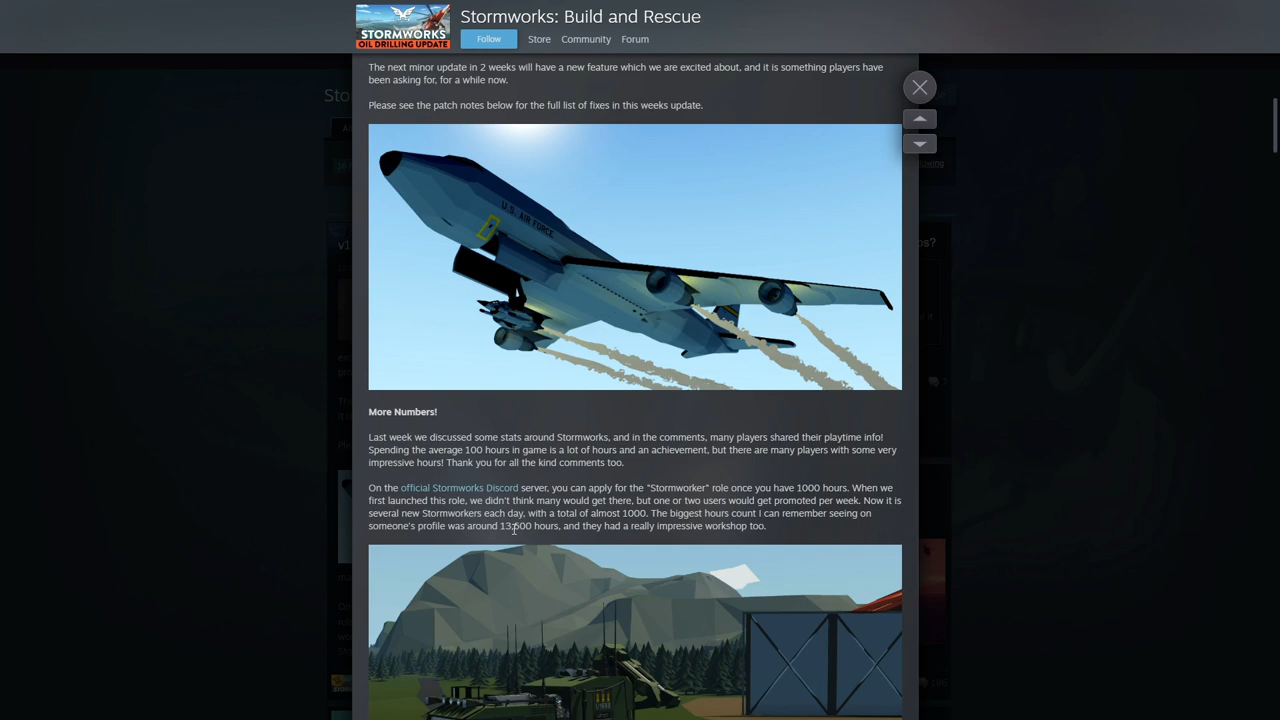 STORMWORKS
OIL DRILLING UPDATE
Stormworks: Build and Rescue
Follow
Store
Community
Forum
The next minor update in 2 weeks will have a new feature which we are excited about, and it is something players have
been asking for, for a while now.
Please see the patch notes below for the full list of fixes in this weeks update.
U.S. AIR FORCE
More Numbers!
Last week we discussed some stats around Stormworks, and in the comments, many players shared their playtime info!
Spending the average 100 hours in game is a lot of hours and an achievement, but there are many players with some very
impressive hours! Thank you for all the kind comments too.
On the official Stormworks Discord server, you can apply for the "Stormworker" role once you have 1000 hours. When we
first launched this role, we didn't think many would get there, but one or two users would get promoted per week. Now it is
several new Stormworkers each day, with a total of almost 1000. The biggest hours count I can remember seeing on
someone's profile was around 13,500 hours, and they had a really impressive workshop too.